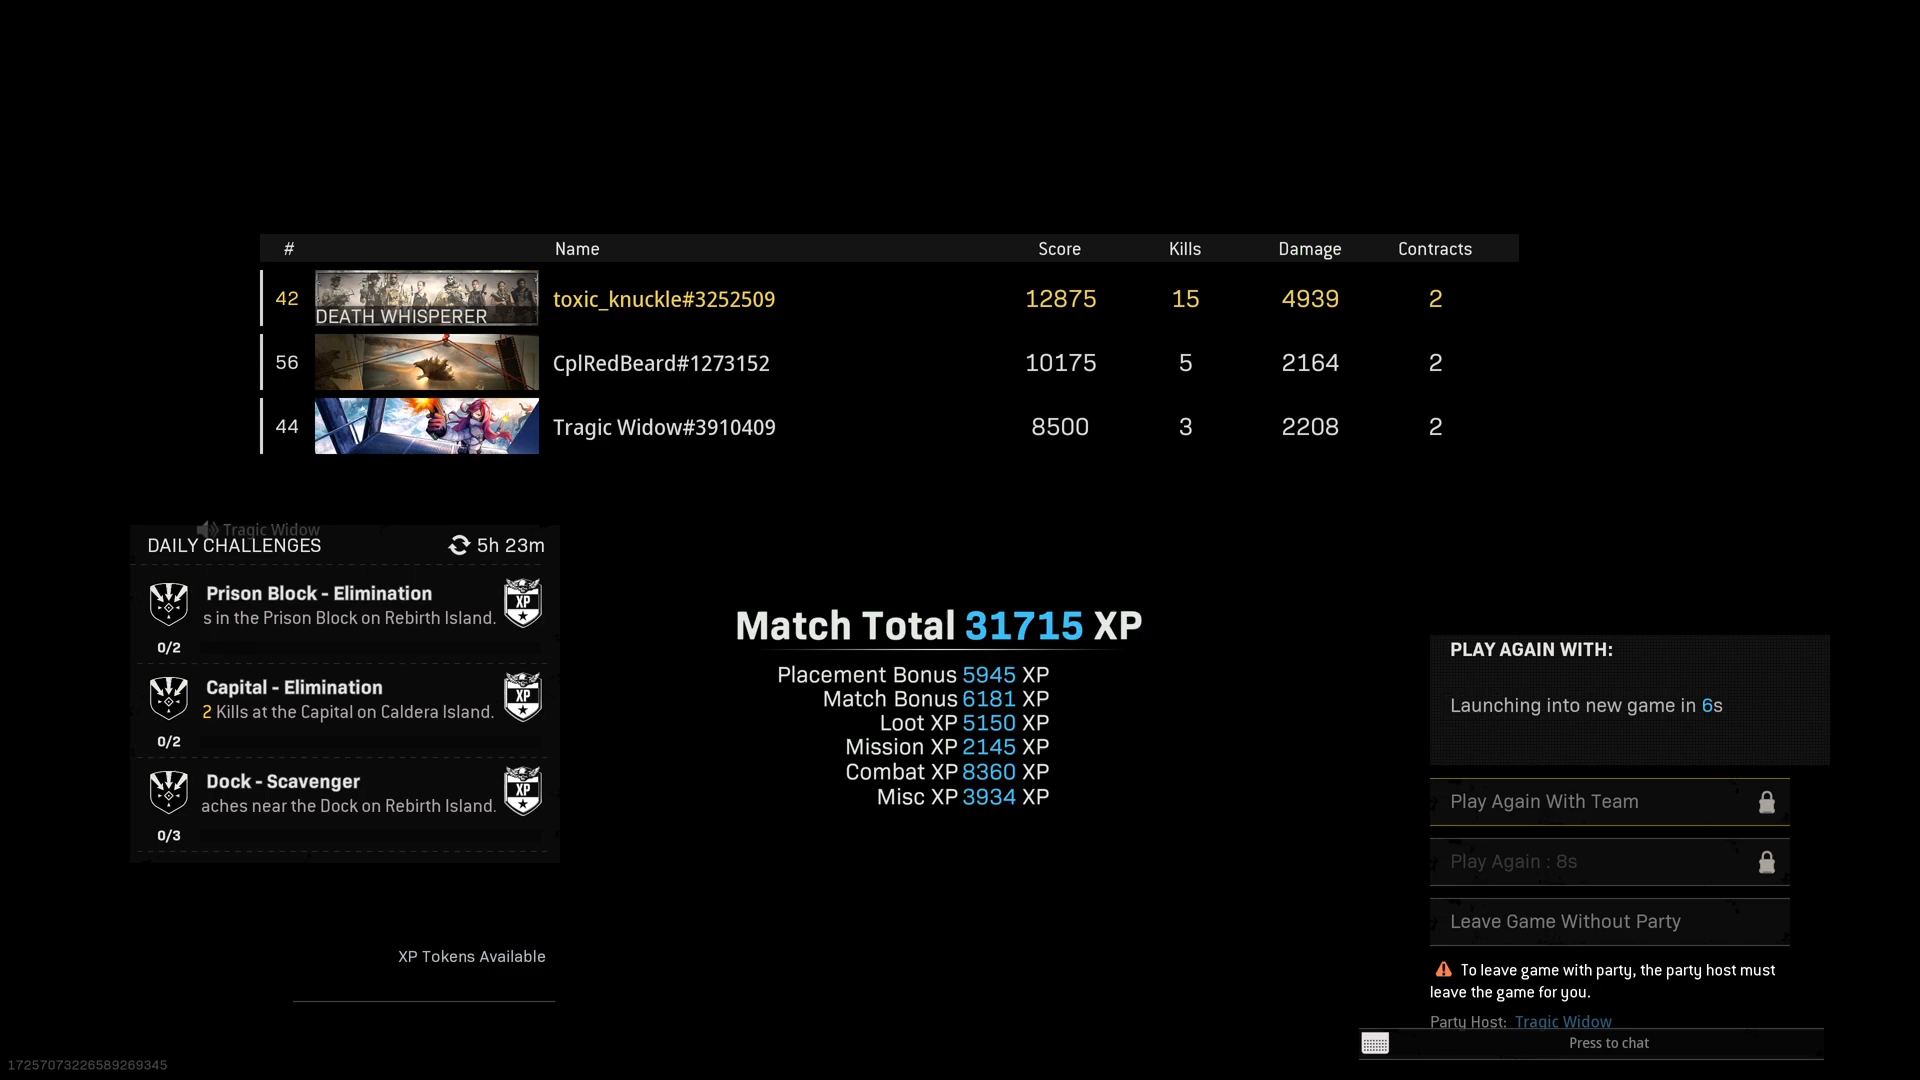 # Name Score Kills Damage Contracts
42 DEATH WHISPERER toxic_knuckle#3252509 12875 15 4939 2
56 CplRedBeard#1273152 10175 5 2164 2
44 Tragic Widow#3910409 8500 3 2208 2
Tragic Widow
DAILY CHALLENGES 5h 23m
Prison Block - Elimination
s in the Prison Block on Rebirth Island.
XP
0/2
Capital - Elimination
2 Kills at the Capital on Caldera Island.
XP
0/2
Dock - Scavenger
aches near the Dock on Rebirth Island.
XP
0/3
XP Tokens Available
Match Total 31715 XP
Placement Bonus 5945 XP
Match Bonus 6181 XP
Loot XP 5150 XP
Mission XP 2145 XP
Combat XP 8360 XP
Misc XP 3934 XP
PLAY AGAIN WITH:
Launching into new game in 6s
Play Again With Team
Play Again : 8s
Leave Game Without Party
To leave game with party, the party host must
leave the game for you.
Party Host: Tragic Widow
Press to chat
17257073226589269345